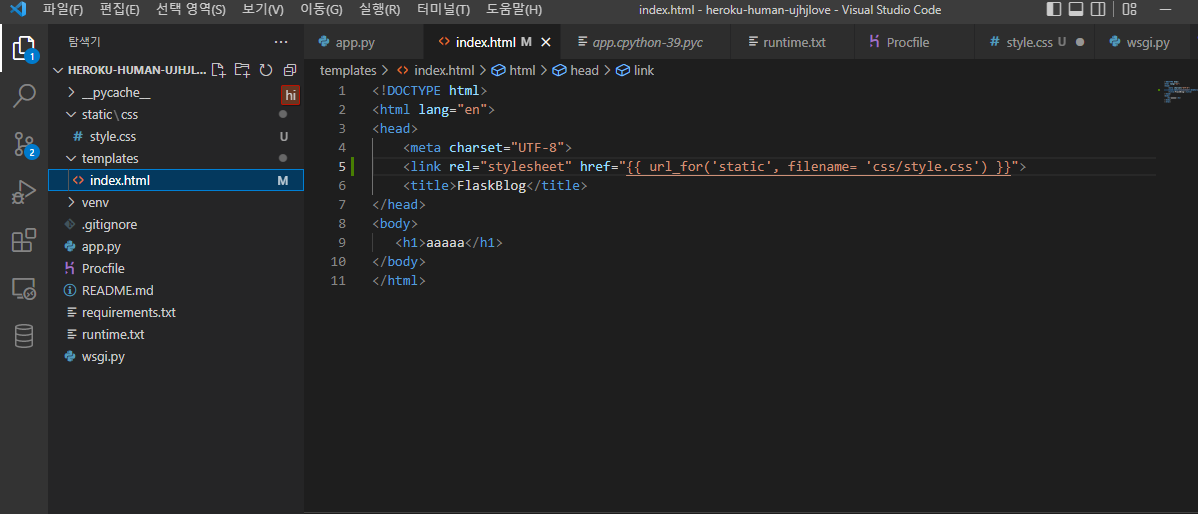 파일(F) 편집(E) 선택 영역(S) 보기(V) 이동(G) 실행(R) 터미널(T) 도움말(H) index.html - heroku-human-ujhjlove - Visual Studio Code
탐색기
app.py
index.html M
app.cpython-39.pyc
runtime.txt
Procfile
style.css U
wsgi.py
HEROKU-HUMAN-UJHJL...
__pycache__
hi
static\css
style.css U
templates
index.html M
venv
.gitignore
app.py
Procfile
README.md
requirements.txt
runtime.txt
wsgi.py
1
2
templates > index.html > html > head > link
1 <!DOCTYPE html>
2 <html lang="en">
3 <head>
4 <meta charset="UTF-8">
5 <link rel="stylesheet" href="{{ url_for('static', filename= 'css/style.css') }}">
6 <title>FlaskBlog</title>
7 </head>
8 <body>
9 <h1>aaaaa</h1>
10 </body>
11 </html>